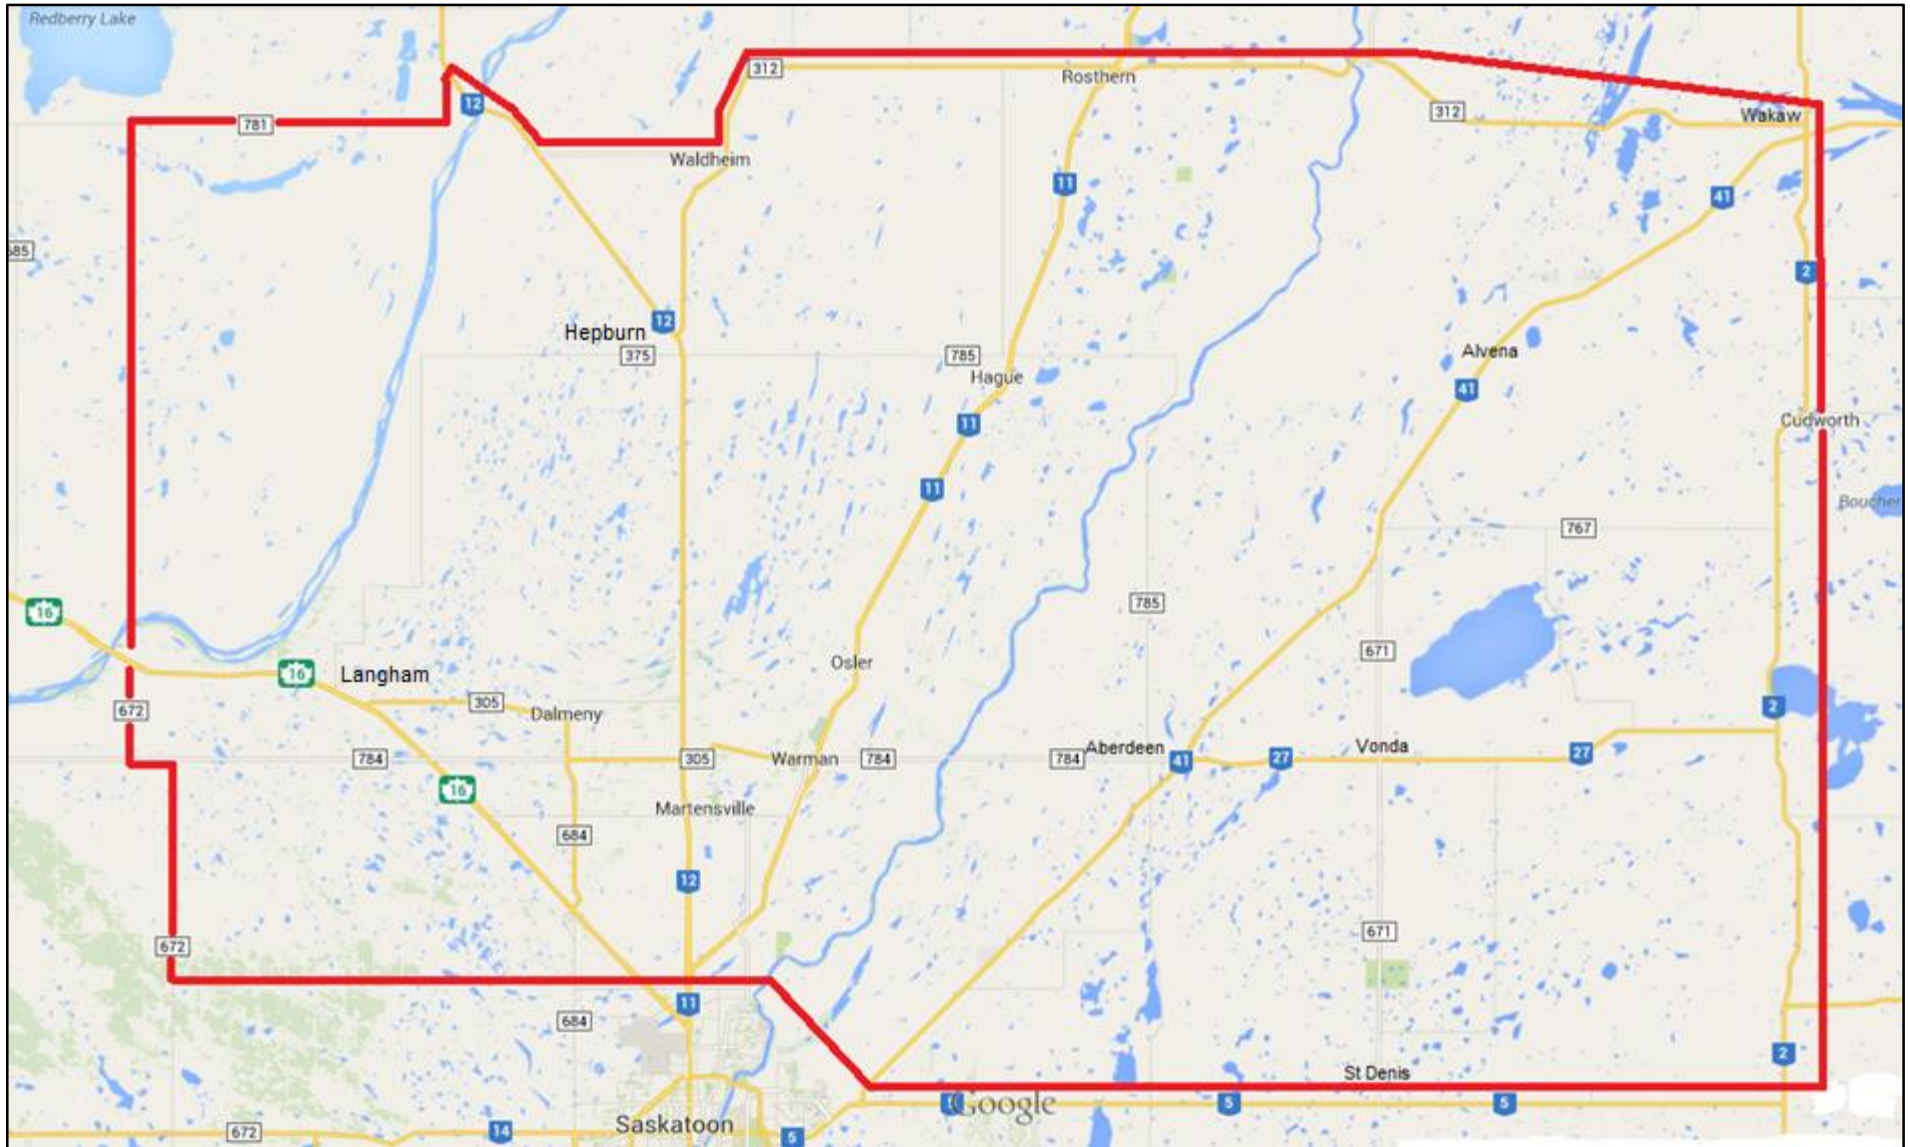 Redberry Lake
312
Rosthern
12
312
Wakaw
781
Waldheim
11
41
685
2
12
Hepburn
375
785
Alvena
Hague
41
11
Cudworth
11
Boucher
767
16
785
671
Osler
16
Langham
305
672
Dalmeny
2
784
305
Warman
784
784
Aberdeen
41
27
Vonda
27
16
Martensville
684
12
672
671
11
684
2
St Denis
Google
5
5
Saskatoon
672
14
5